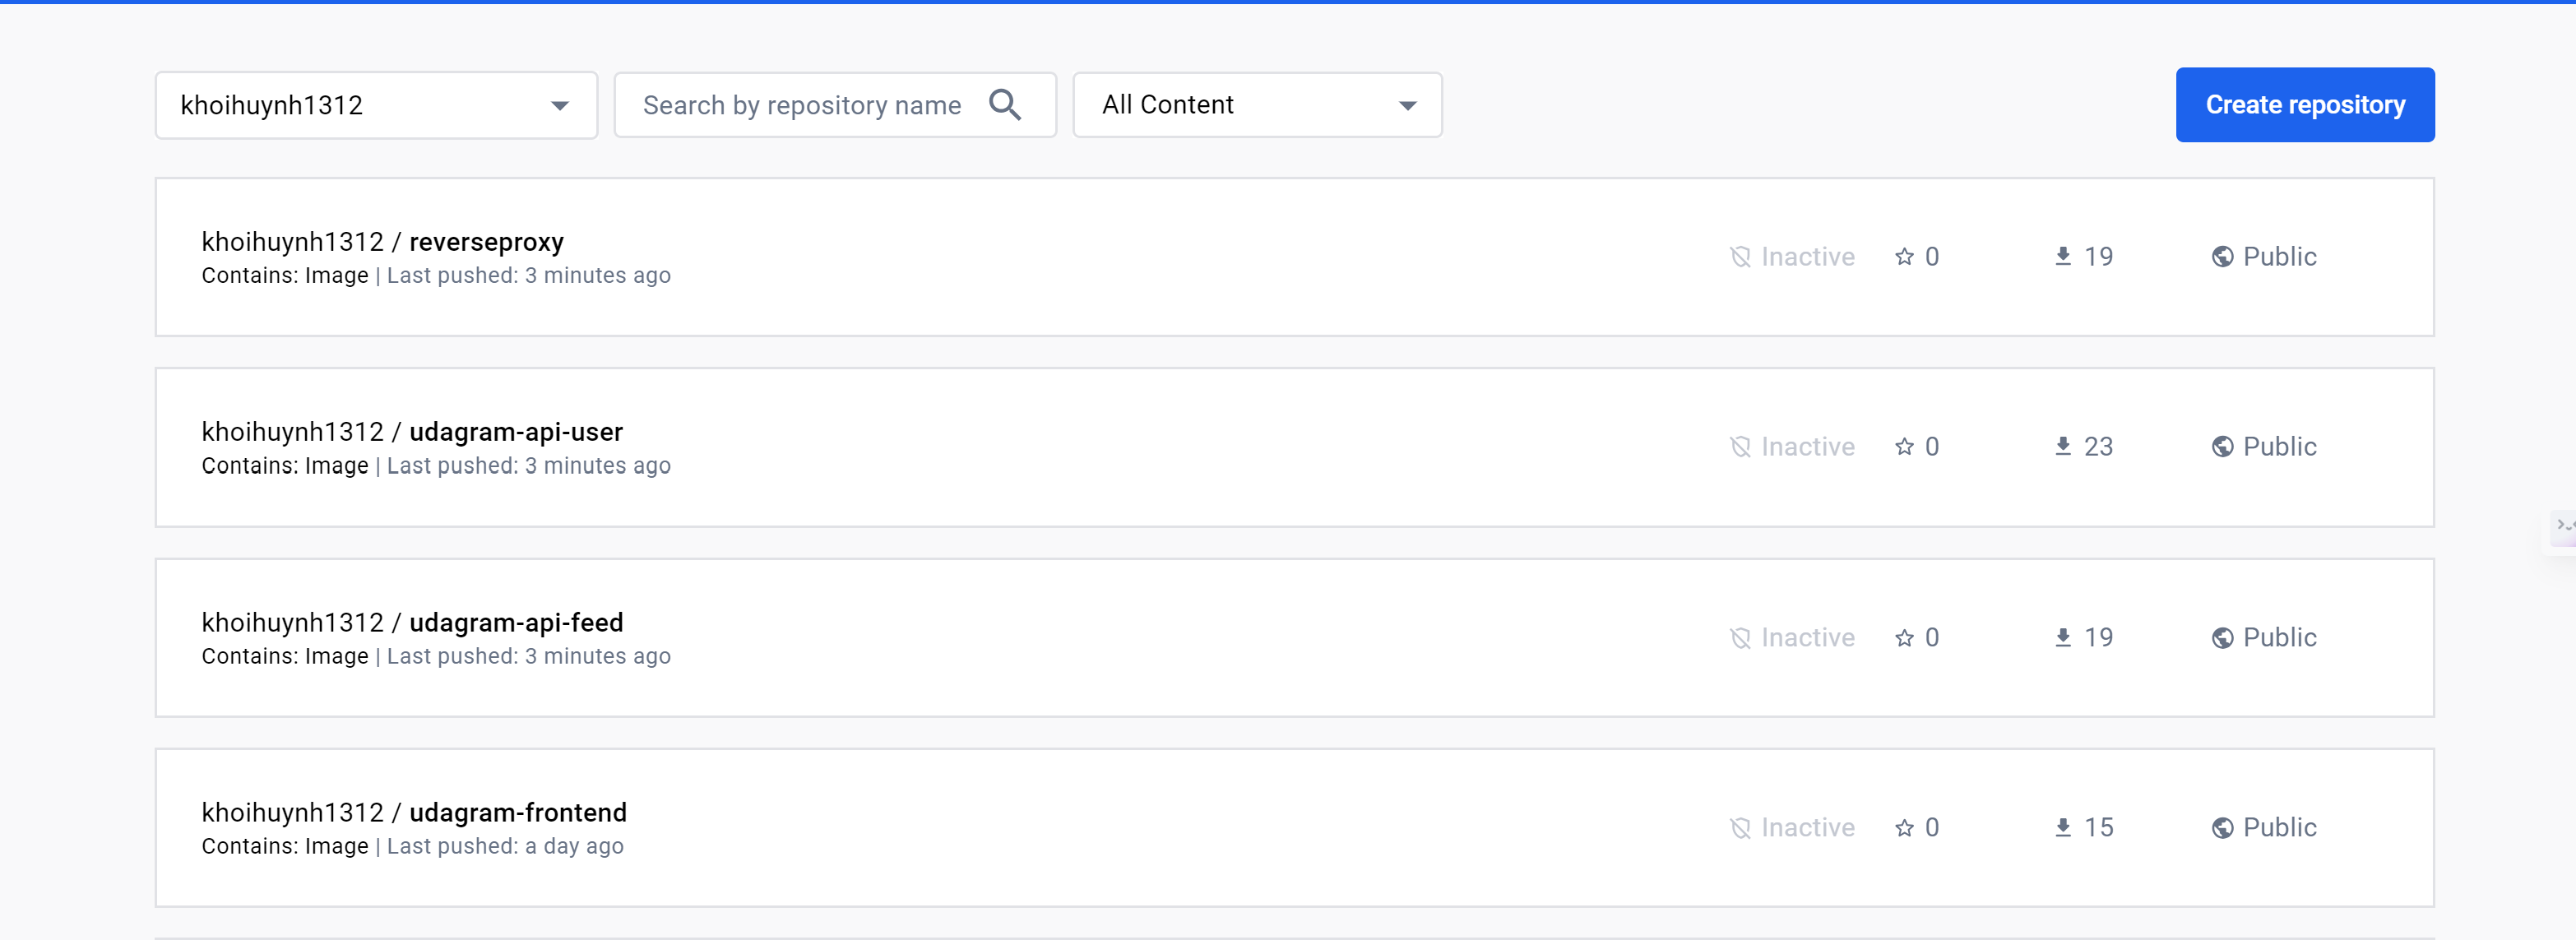 khoihuynh1312
Search by repository name
All Content
Create repository
khoihuynh1312 / reverseproxy
Contains: Image | Last pushed: 3 minutes ago
Inactive
0
19
Public
khoihuynh1312 / udagram-api-user
Contains: Image | Last pushed: 3 minutes ago
Inactive
0
23
Public
khoihuynh1312 / udagram-api-feed
Contains: Image | Last pushed: 3 minutes ago
Inactive
0
19
Public
khoihuynh1312 / udagram-frontend
Contains: Image | Last pushed: a day ago
Inactive
0
15
Public